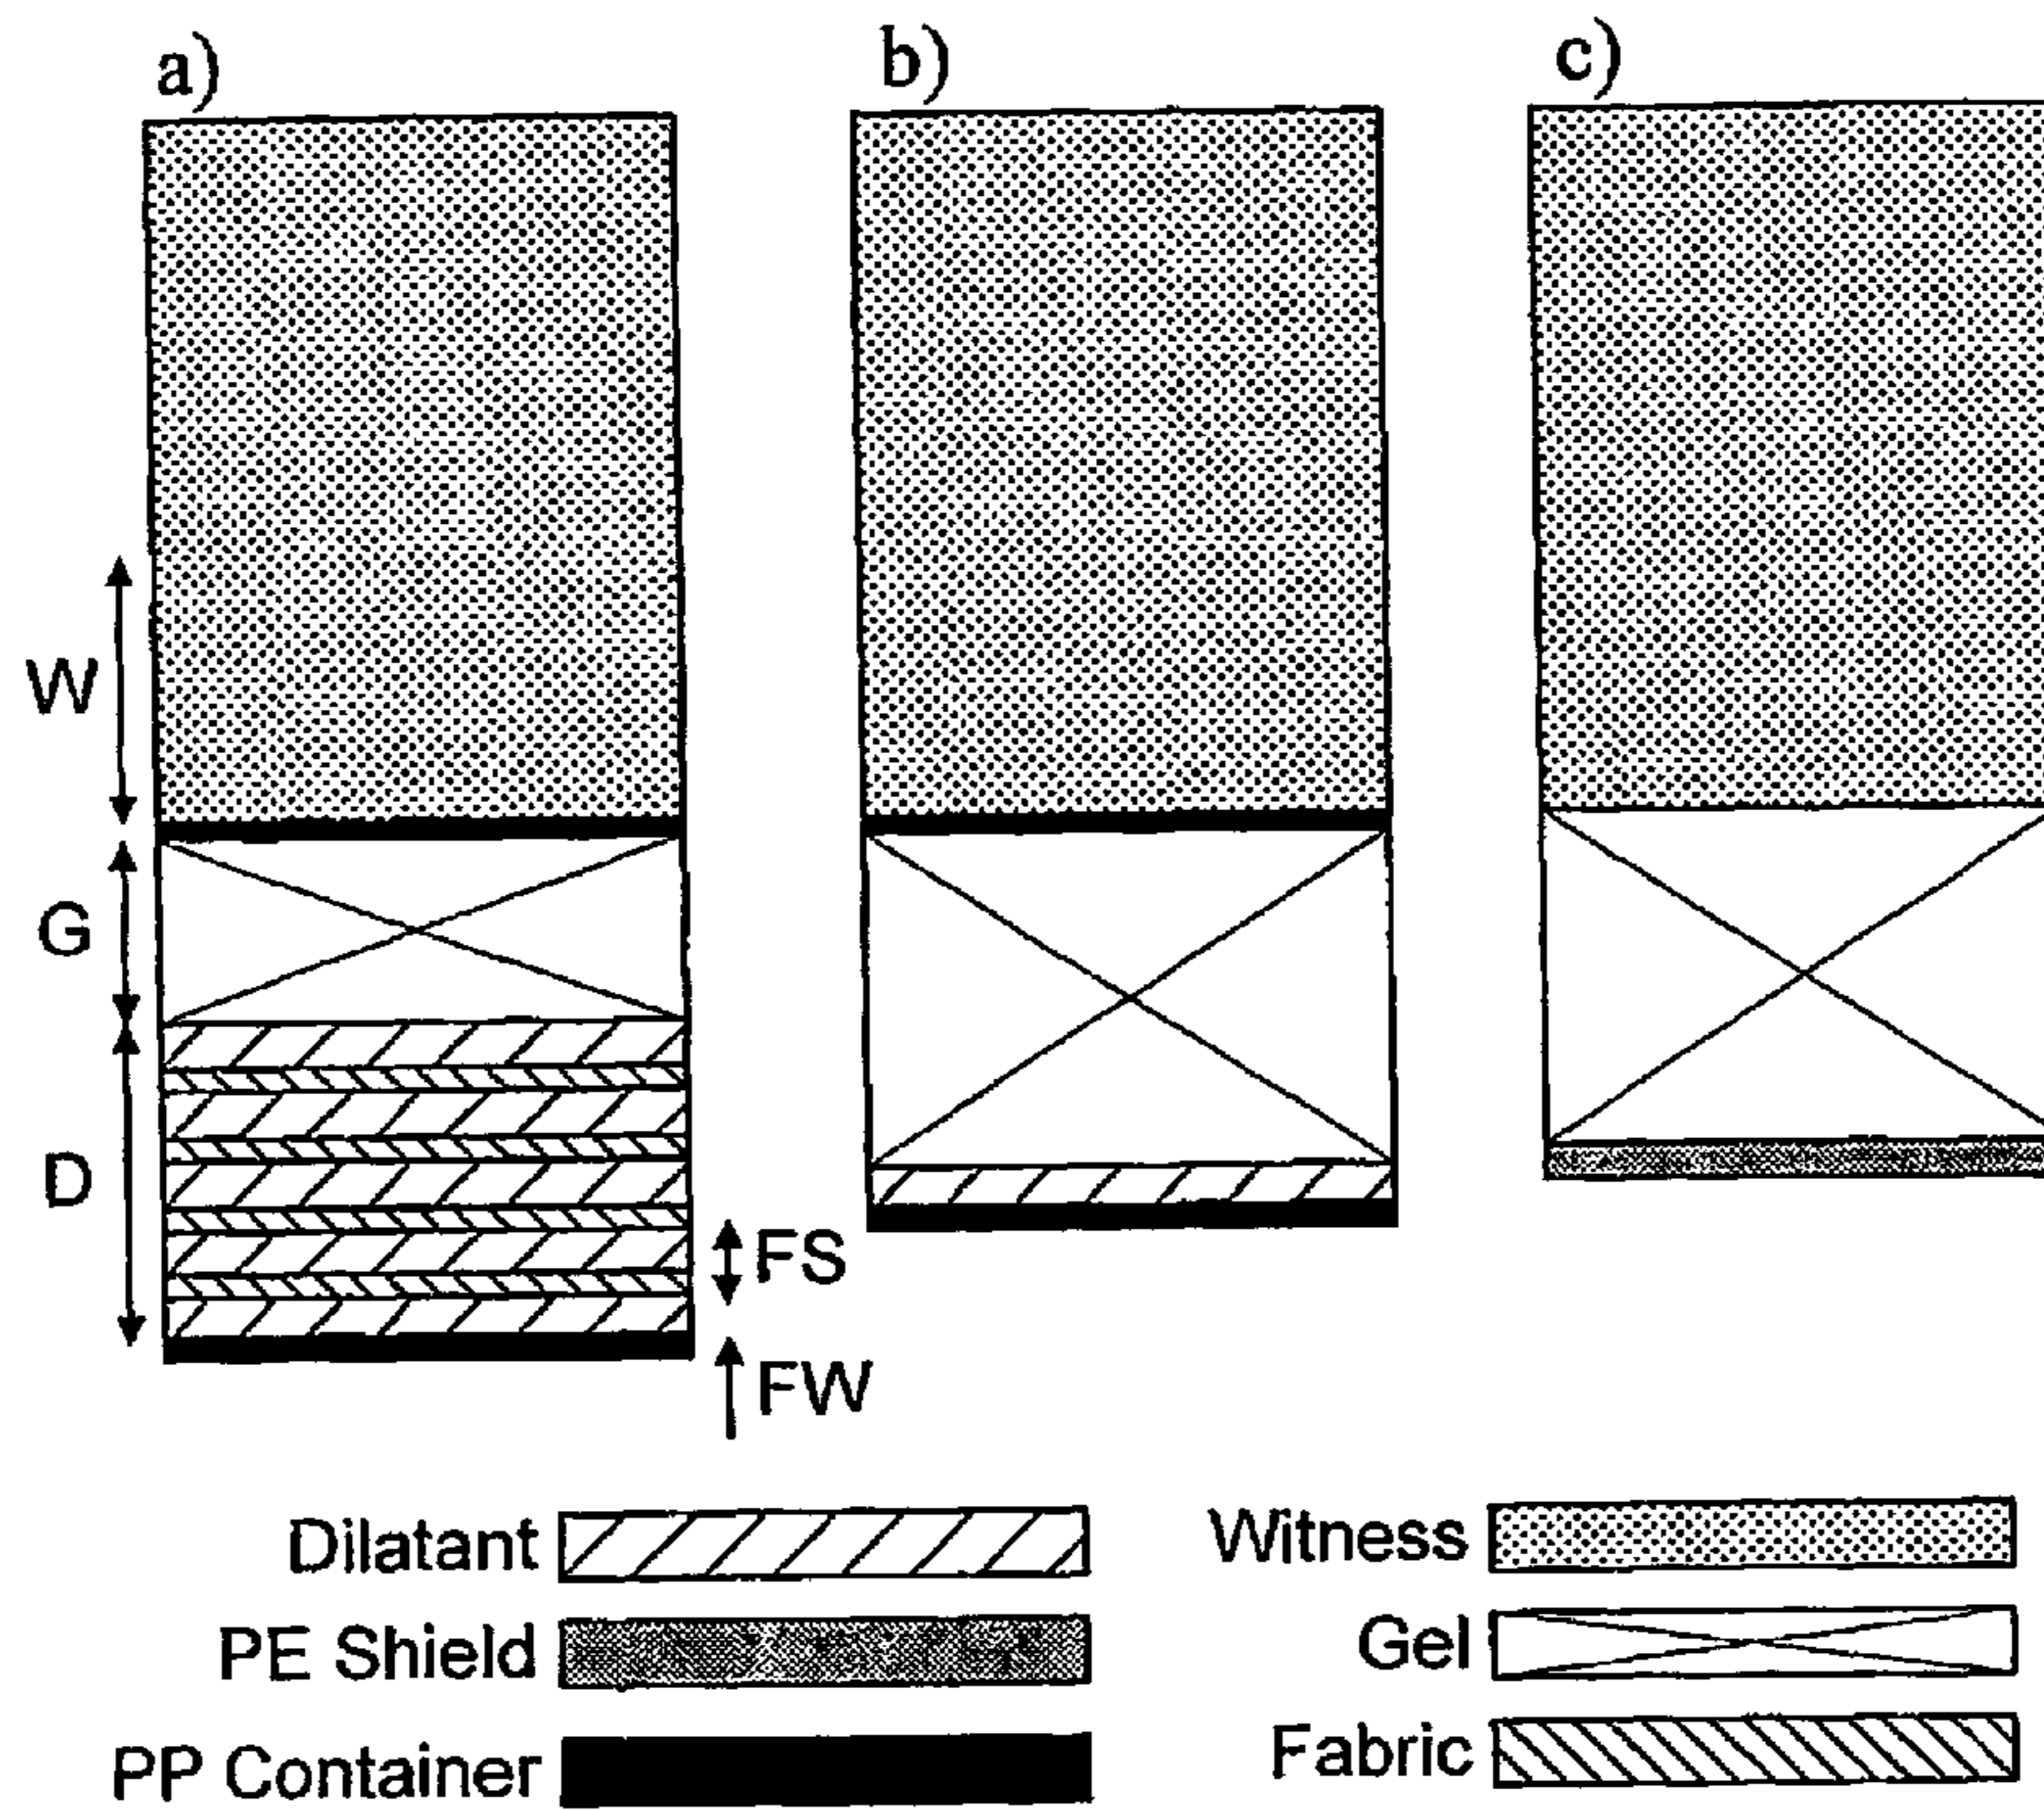 a)
b)
c)
W
G
D
FS
FW
Dilatant
Witness
PE Shield
Gel
PP Container
Fabric